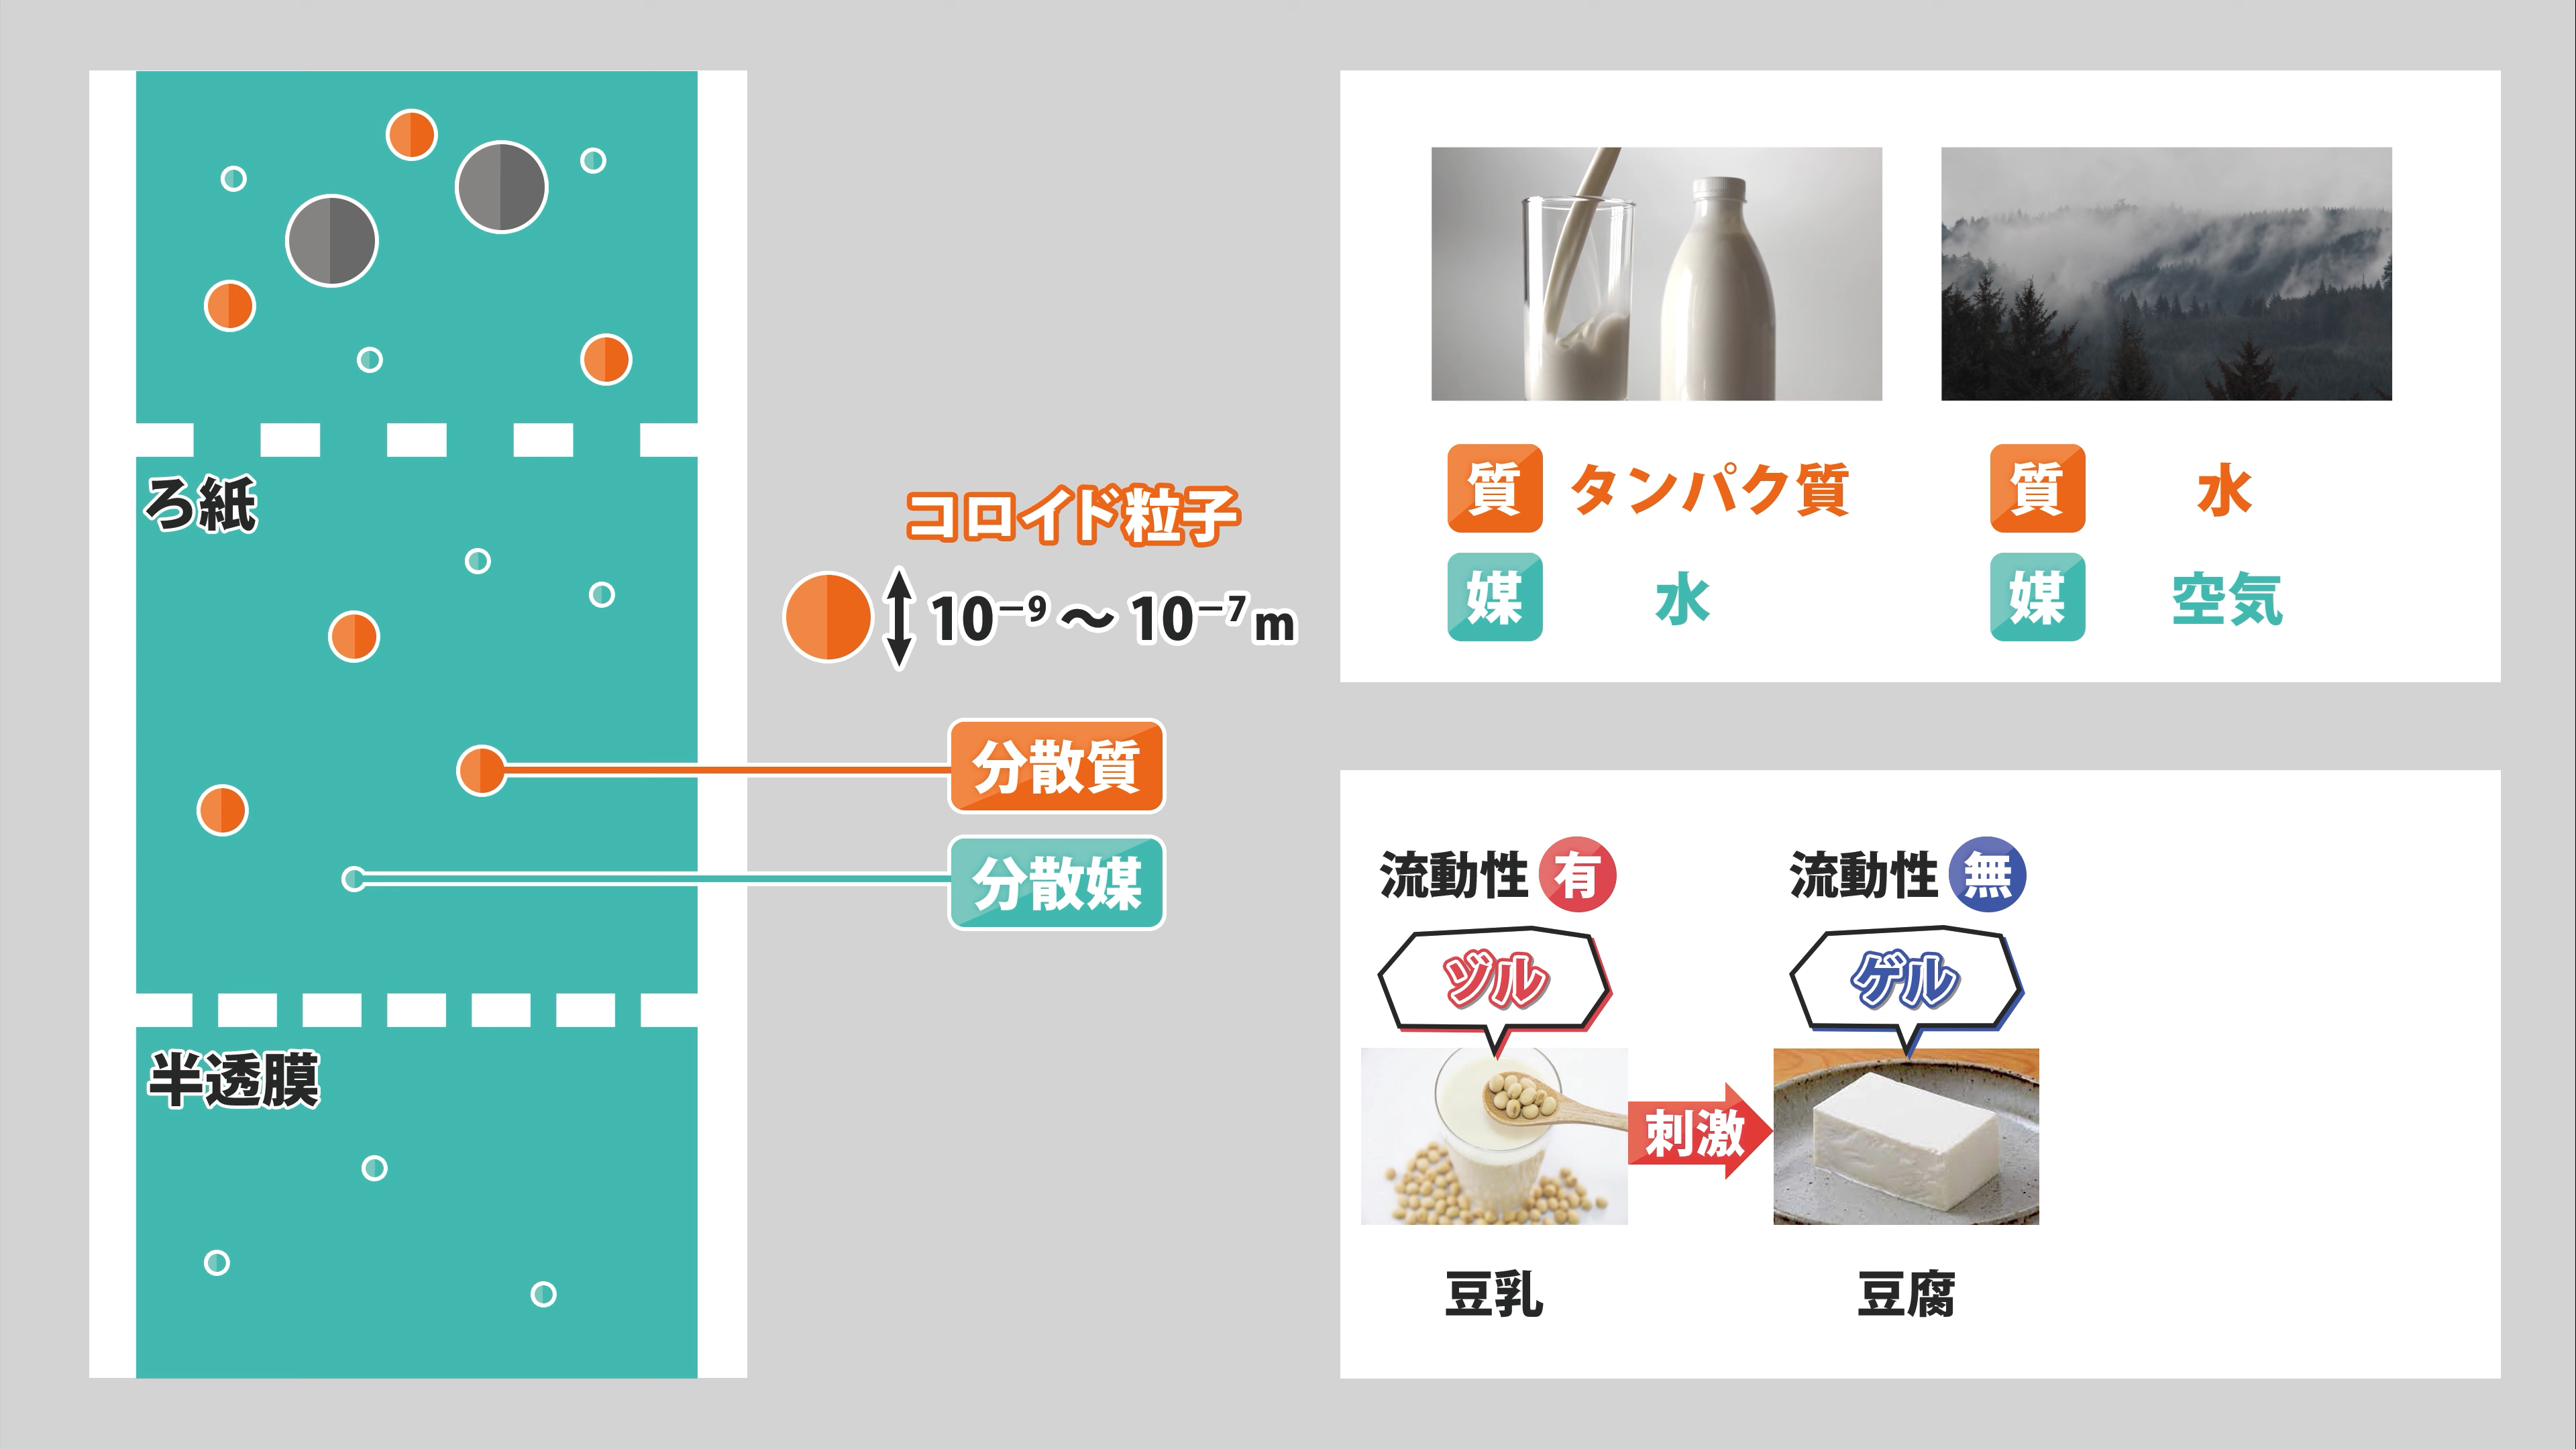 ろ紙
半透膜
コロイド粒子
10⁻⁹ ～ 10⁻⁷ m
分散質
分散媒
質 タンパク質
媒 水
質 水
媒 空気
流動性 有
ゾル
豆乳
刺激
流動性 無
ゲル
豆腐